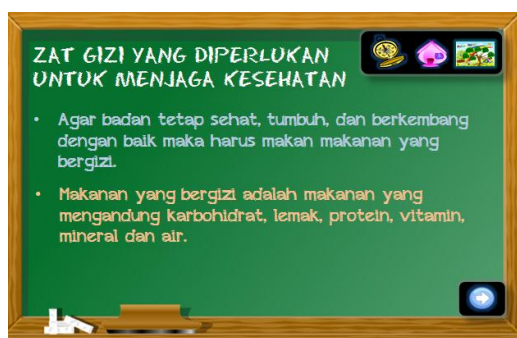 ZAT GIZI YANG DIPERLUKAN
UNTUK MENJAGA KESEHATAN
• Agar badan tetap sehat, tumbuh, dan berkembang
dengan baik maka harus makan makanan yang
bergizi.
• Makanan yang bergizi adalah makanan yang
mengandung karbohidrat, lemak, protein, vitamin,
mineral dan air.